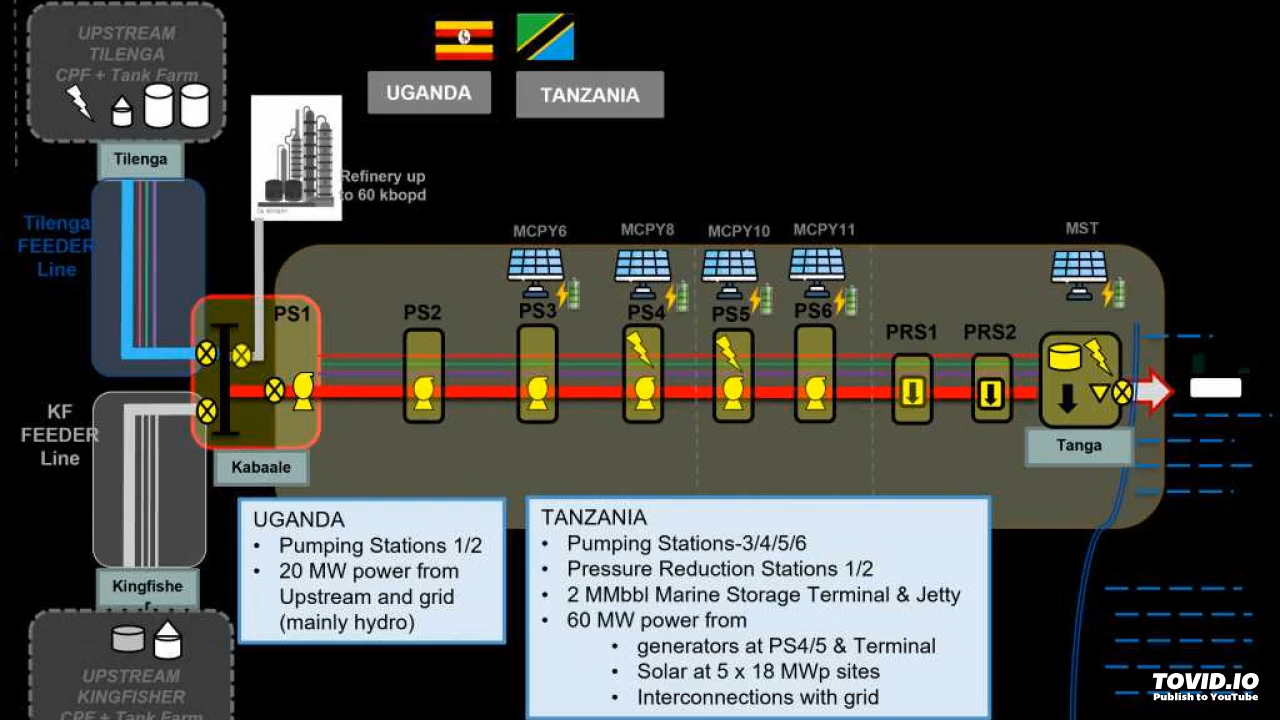 UPSTREAM
TILENGA
CPF + Tank Farm
Tilenga
Tilenga
FEEDER
Line
KF
FEEDER
Line
Kingfishe
r
UPSTREAM
KINGFISHER
CPF + Tank Farm
UGANDA
TANZANIA
Refinery up
to 60 kbopd
MCPY6
MCPY8
MCPY10
MCPY11
MST
PS1
PS2
PS3
PS4
PS5
PS6
PRS1
PRS2
Kabaale
Tanga
UGANDA
• Pumping Stations 1/2
• 20 MW power from
Upstream and grid
(mainly hydro)
TANZANIA
• Pumping Stations-3/4/5/6
• Pressure Reduction Stations 1/2
• 2 MMbbl Marine Storage Terminal & Jetty
• 60 MW power from
• generators at PS4/5 & Terminal
• Solar at 5 x 18 MWp sites
• Interconnections with grid
TOVID.IO
Publish to YouTube